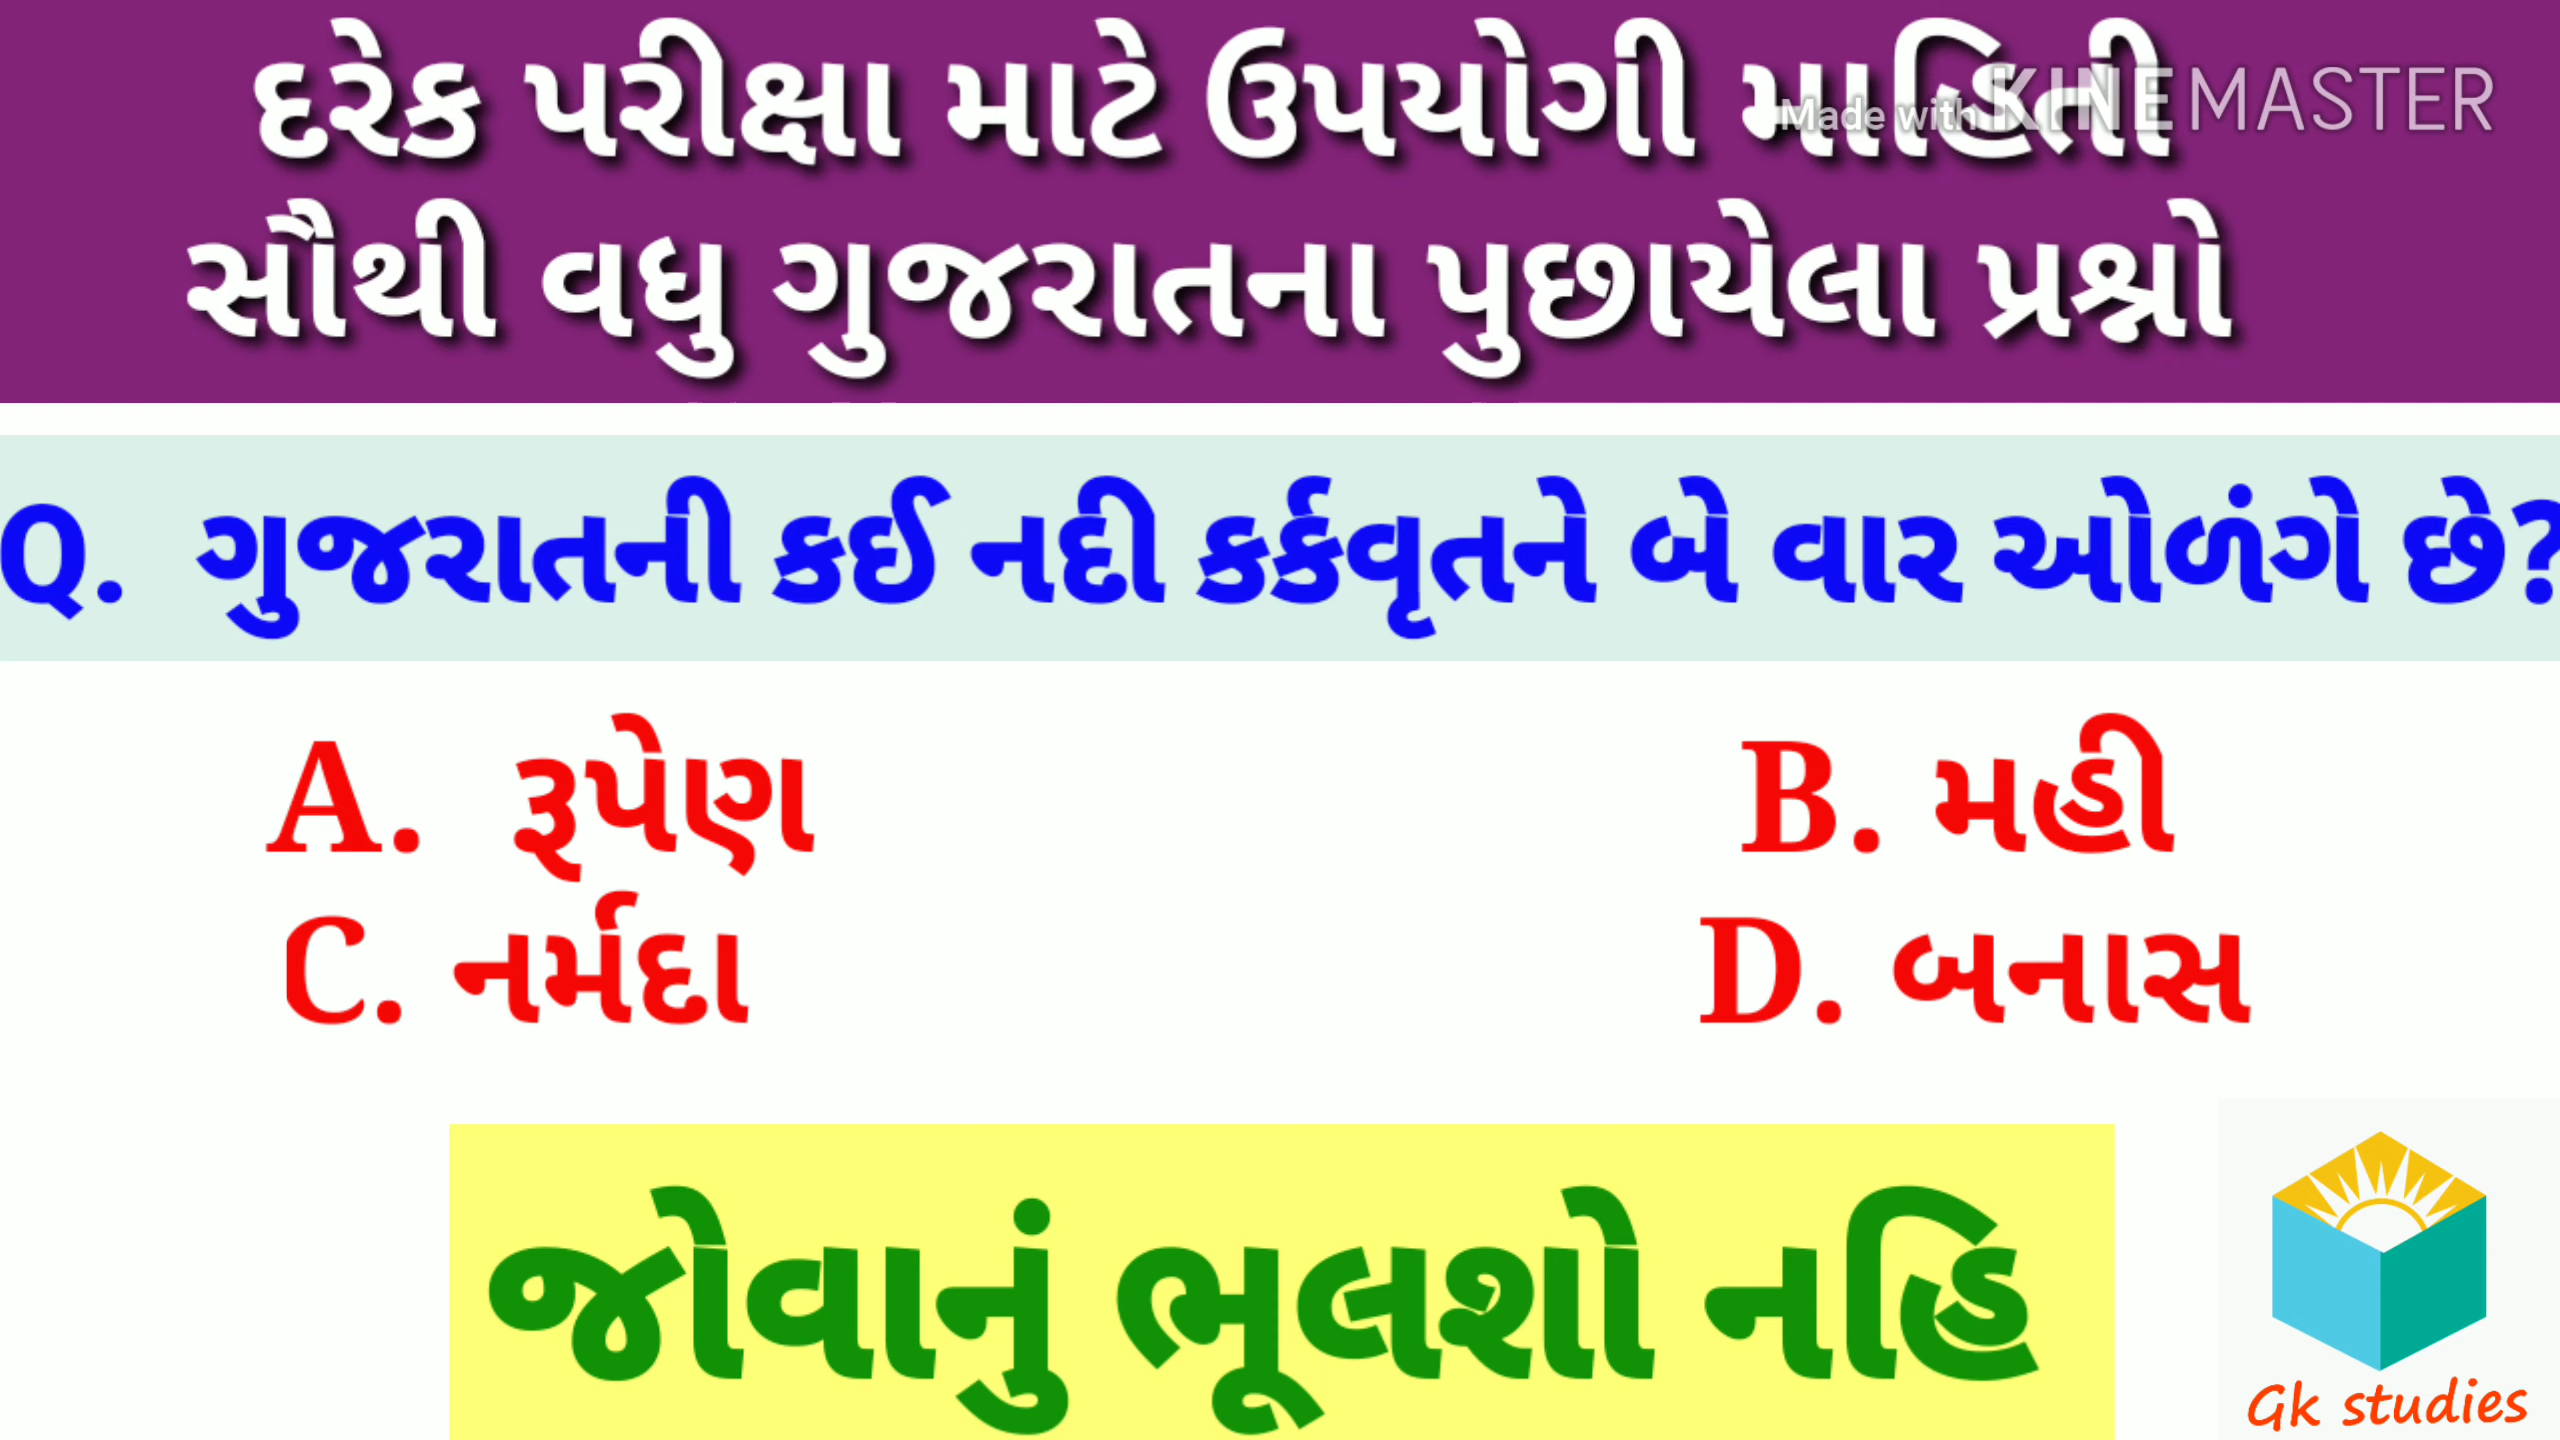 દરેક પરીક્ષા માટે ઉપયોગી માહિતી
Made with KINEMASTER
સૌથી વધુ ગુજરાતના પુછાયેલા પ્રશ્નો
Q. ગુજરાતની કઈ નદી કર્કવૃતને બે વાર ઓળંગે છે?
A. રૂપેણ B. મહી
C. નર્મદા D. બનાસ
જોવાનું ભૂલશો નહિ
Gk studies